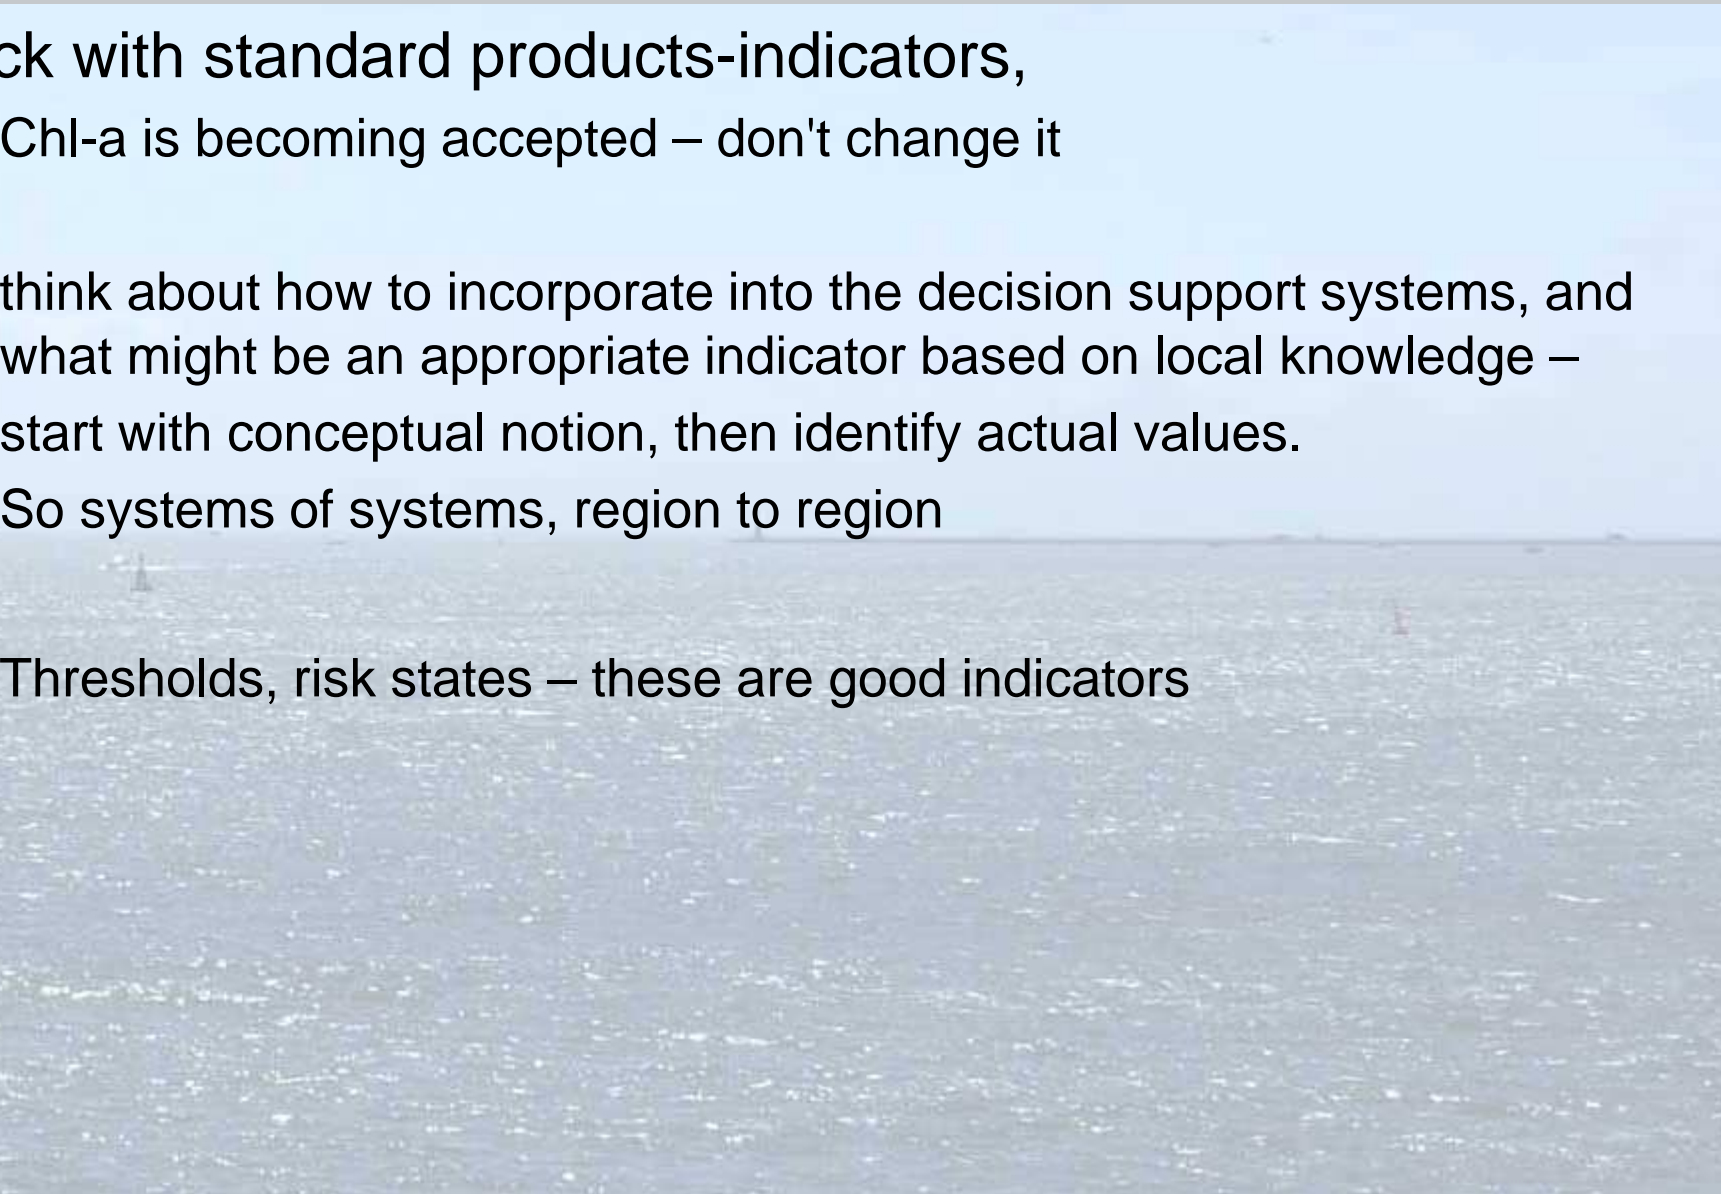 ck with standard products-indicators,
Chl-a is becoming accepted – don't change it
think about how to incorporate into the decision support systems, and
what might be an appropriate indicator based on local knowledge –
start with conceptual notion, then identify actual values.
So systems of systems, region to region
Thresholds, risk states – these are good indicators